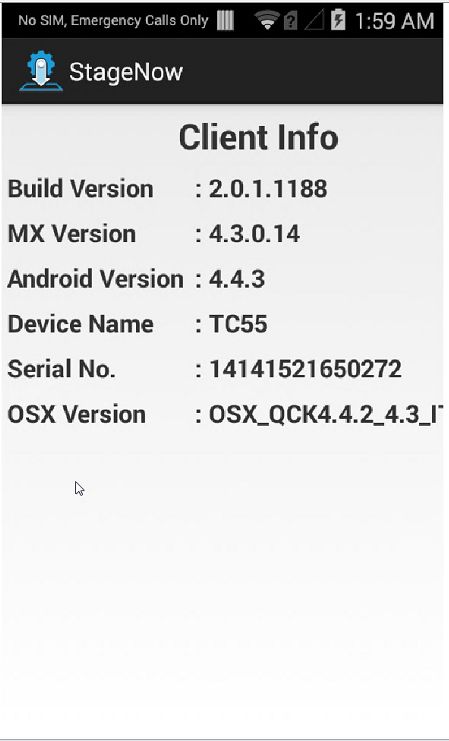 No SIM, Emergency Calls Only 1:59 AM
StageNow
Client Info
Build Version : 2.0.1.1188
MX Version : 4.3.0.14
Android Version : 4.4.3
Device Name : TC55
Serial No. : 14141521650272
OSX Version : OSX_QCK4.4.2_4.3_I